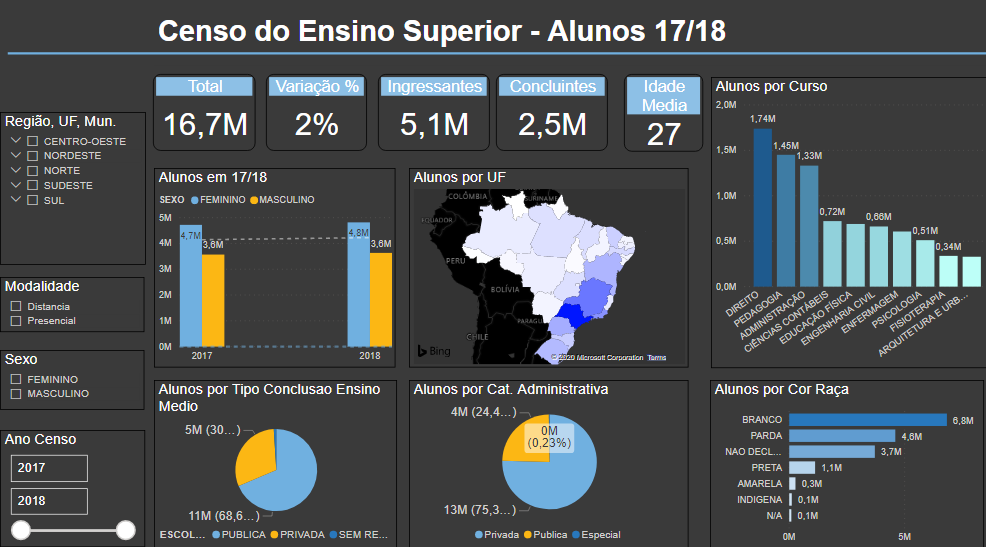 Censo do Ensino Superior - Alunos 17/18
Total
16,7M
Variação %
2%
Ingressantes
5,1M
Concluintes
2,5M
Idade
Media
27
Região, UF, Mun.
CENTRO-OESTE
NORDESTE
NORTE
SUDESTE
SUL
Modalidade
Distancia
Presencial
Sexo
FEMININO
MASCULINO
Ano Censo
2017
2018
Alunos em 17/18
SEXO FEMININO MASCULINO
5M
4M
3M
2M
1M
0M
4,7M
3,6M
4,8M
3,6M
2017
2018
Alunos por UF
COLÔMBIA
SURINAME
EQUADOR
PERU
BOLÍVIA
PARAGU
CHILE
Bing
© 2020 Microsoft Corporation Terms
Alunos por Curso
2,0M
1,5M
1,0M
0,5M
0,0M
1,74M
1,45M
1,33M
0,72M
0,66M
0,51M
0,34M
DIREITO
PEDAGOGIA
ADMINISTRAÇÃO
CIÊNCIAS CONTÁBEIS
EDUCAÇÃO FÍSICA
ENGENHARIA CIVIL
ENFERMAGEM
PSICOLOGIA
FISIOTERAPIA
ARQUITETURA E URB...
Alunos por Tipo Conclusao Ensino
Medio
5M (30...)
11M (68,6...)
ESCOL... PUBLICA PRIVADA SEM RE...
Alunos por Cat. Administrativa
4M (24,4...)
0M
(0,23%)
13M (75,3...)
Privada Publica Especial
Alunos por Cor Raça
BRANCO 6,8M
PARDA 4,6M
NAO DECL... 3,7M
PRETA 1,1M
AMARELA 0,3M
INDIGENA 0,1M
N/A 0,1M
0M 5M